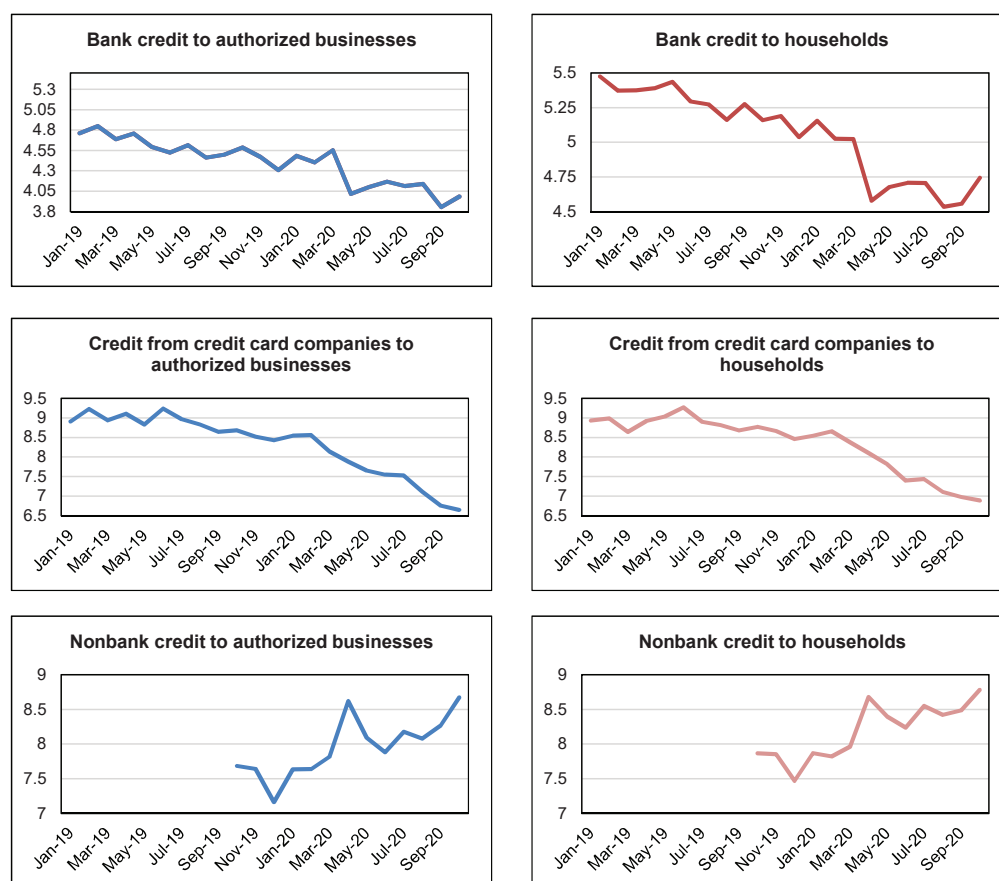 Bank credit to authorized businesses
5.3
5.05
4.8
4.55
4.3
4.05
3.8
Jan-19 Mar-19 May-19 Jul-19 Sep-19 Nov-19 Jan-20 Mar-20 May-20 Jul-20 Sep-20
Bank credit to households
5.5
5.25
5
4.75
4.5
Jan-19 Mar-19 May-19 Jul-19 Sep-19 Nov-19 Jan-20 Mar-20 May-20 Jul-20 Sep-20
Credit from credit card companies to
authorized businesses
9.5
9
8.5
8
7.5
7
6.5
Jan-19 Mar-19 May-19 Jul-19 Sep-19 Nov-19 Jan-20 Mar-20 May-20 Jul-20 Sep-20
Credit from credit card companies to
households
9.5
9
8.5
8
7.5
7
6.5
Jan-19 Mar-19 May-19 Jul-19 Sep-19 Nov-19 Jan-20 Mar-20 May-20 Jul-20 Sep-20
Nonbank credit to authorized businesses
9
8.5
8
7.5
7
Jan-19 Mar-19 May-19 Jul-19 Sep-19 Nov-19 Jan-20 Mar-20 May-20 Jul-20 Sep-20
Nonbank credit to households
9
8.5
8
7.5
7
Jan-19 Mar-19 May-19 Jul-19 Sep-19 Nov-19 Jan-20 Mar-20 May-20 Jul-20 Sep-20